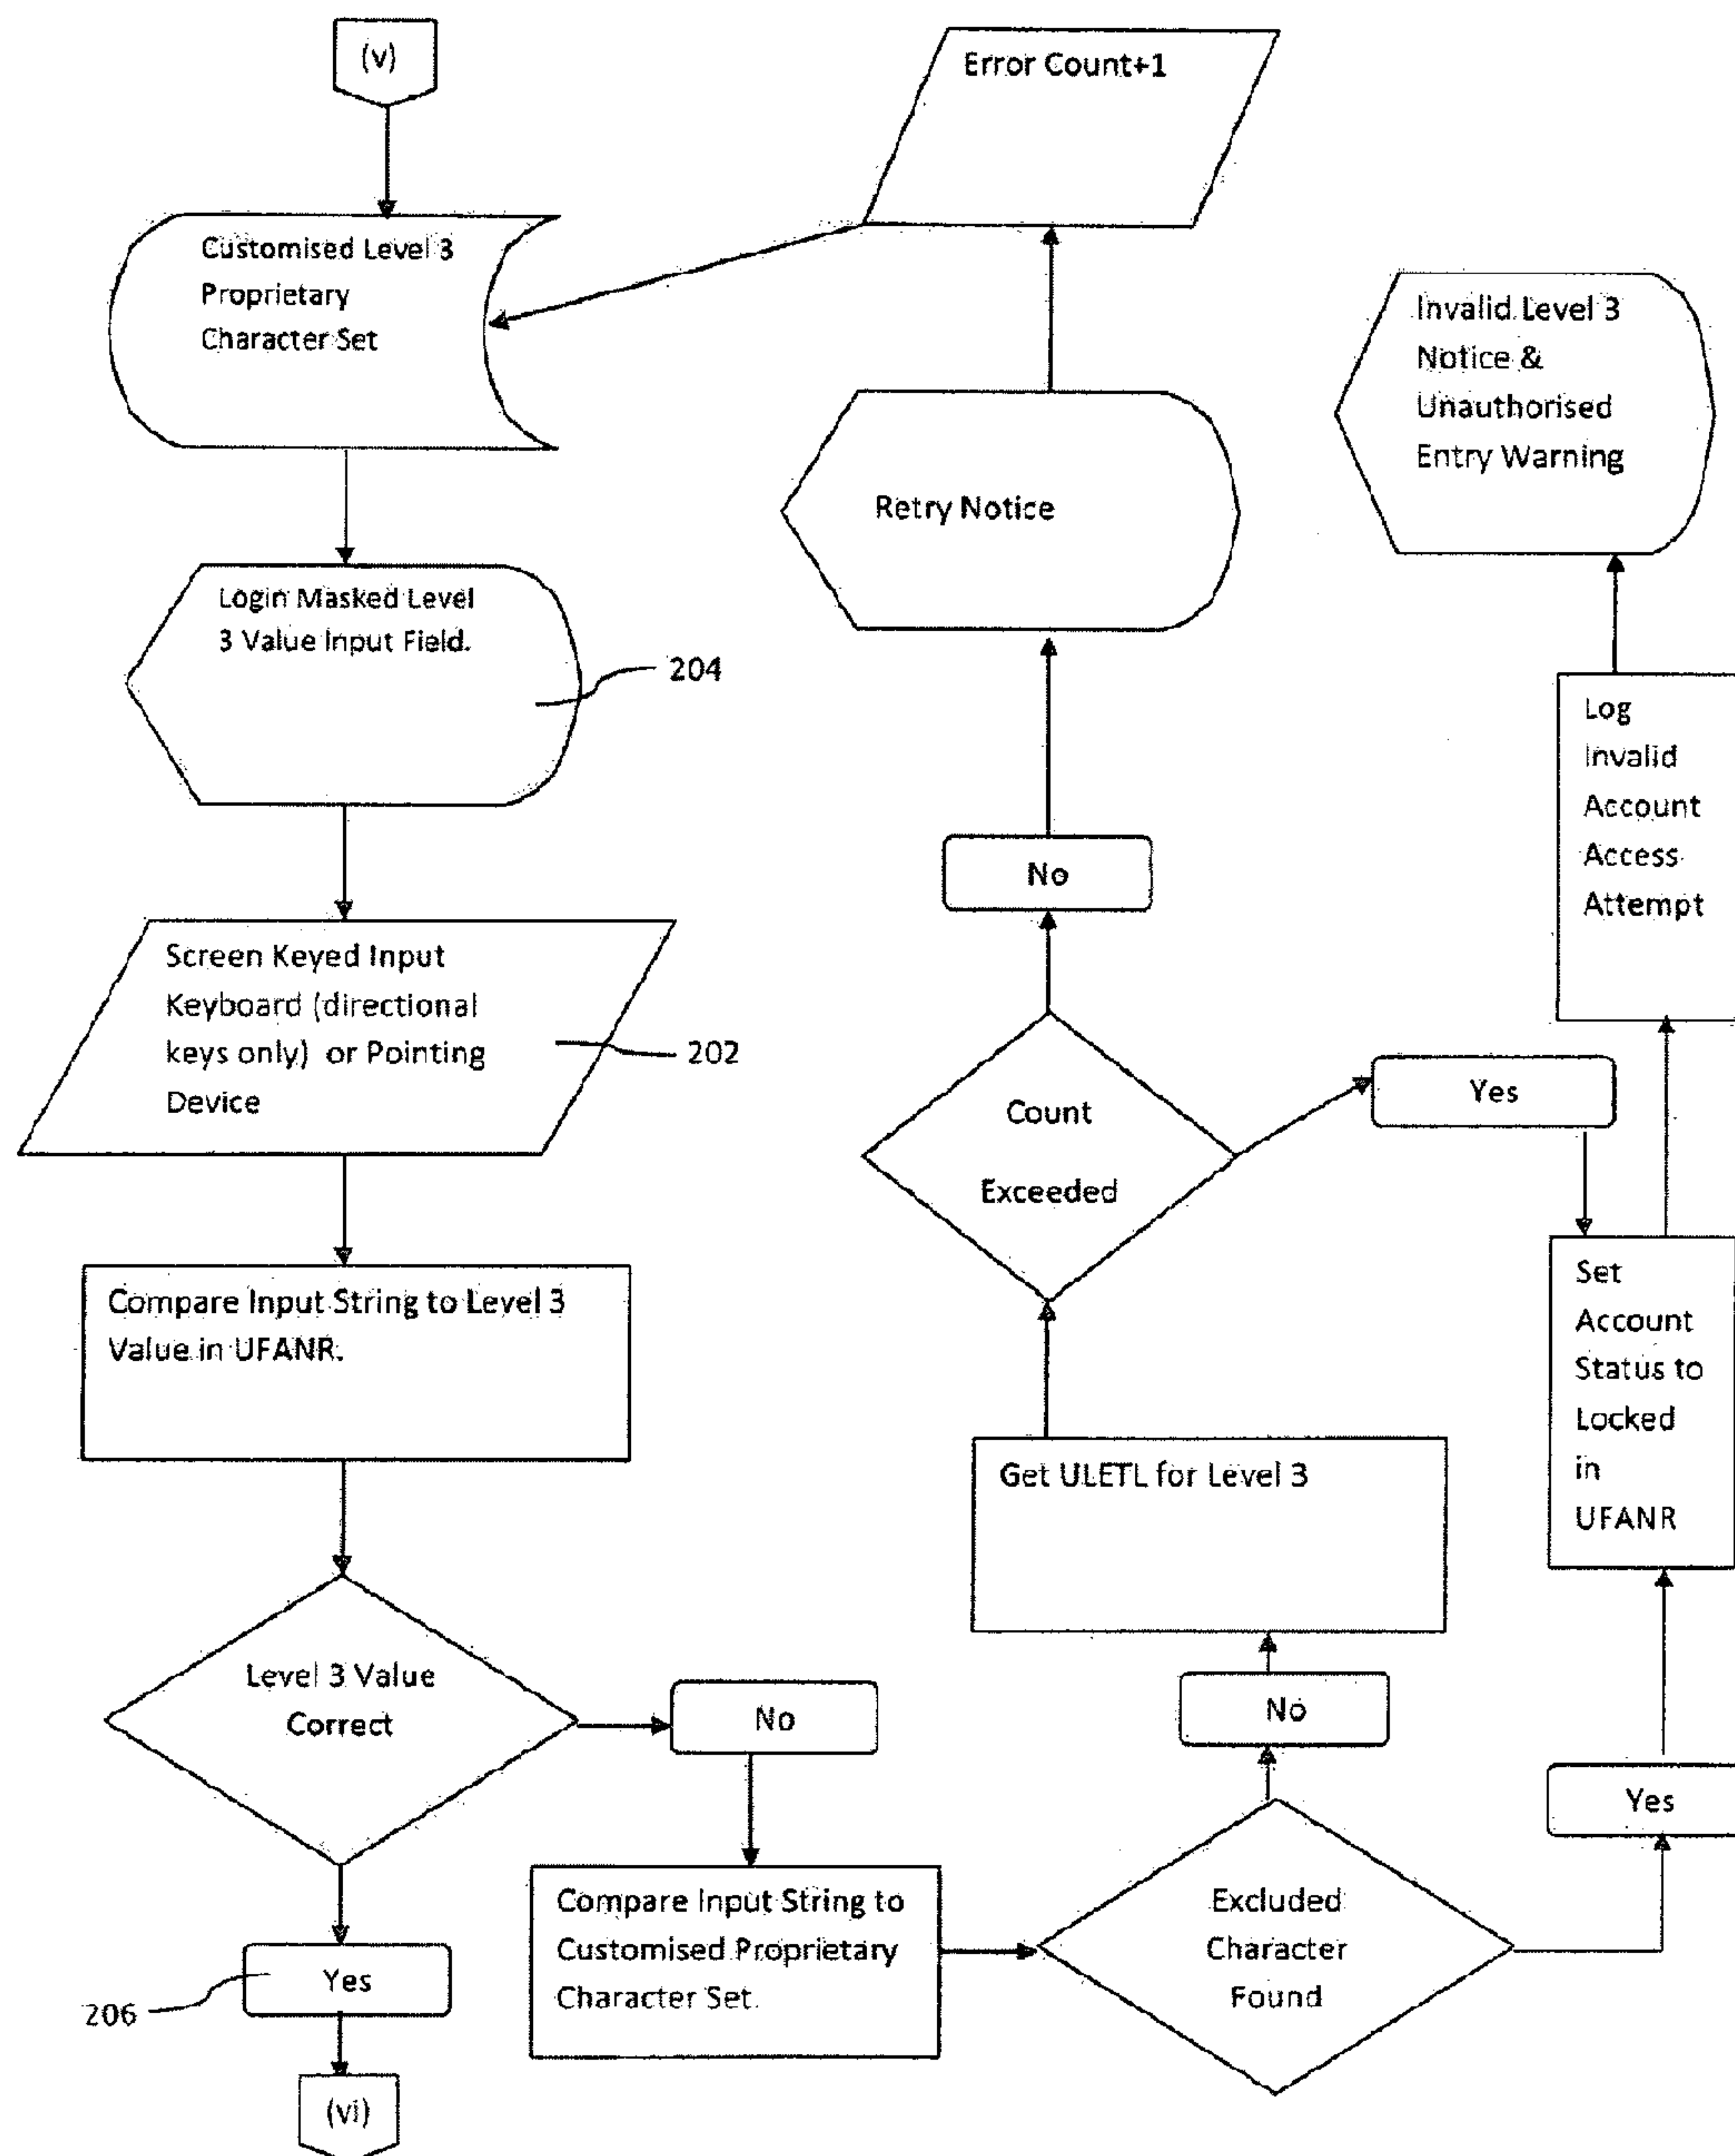 (v)
Error Count+1
Customised Level 3
Proprietary
Character Set
Invalid Level 3
Notice &
Unauthorised
Entry Warning
Retry Notice
Login Masked Level
3 Value Input Field.
204
Log
Invalid
Account
Access
Attempt
No
Screen Keyed Input
Keyboard (directional
keys only) or Pointing
Device
202
Count
Exceeded
Yes
Compare Input String to Level 3
Value in UFANR.
Set
Account
Status to
Locked
in
UFANR
Get ULETL for Level 3
Level 3 Value
Correct
No
No
Yes
Compare Input String to
Customised Proprietary
Character Set.
Excluded
Character
Found
Yes
206
(vi)